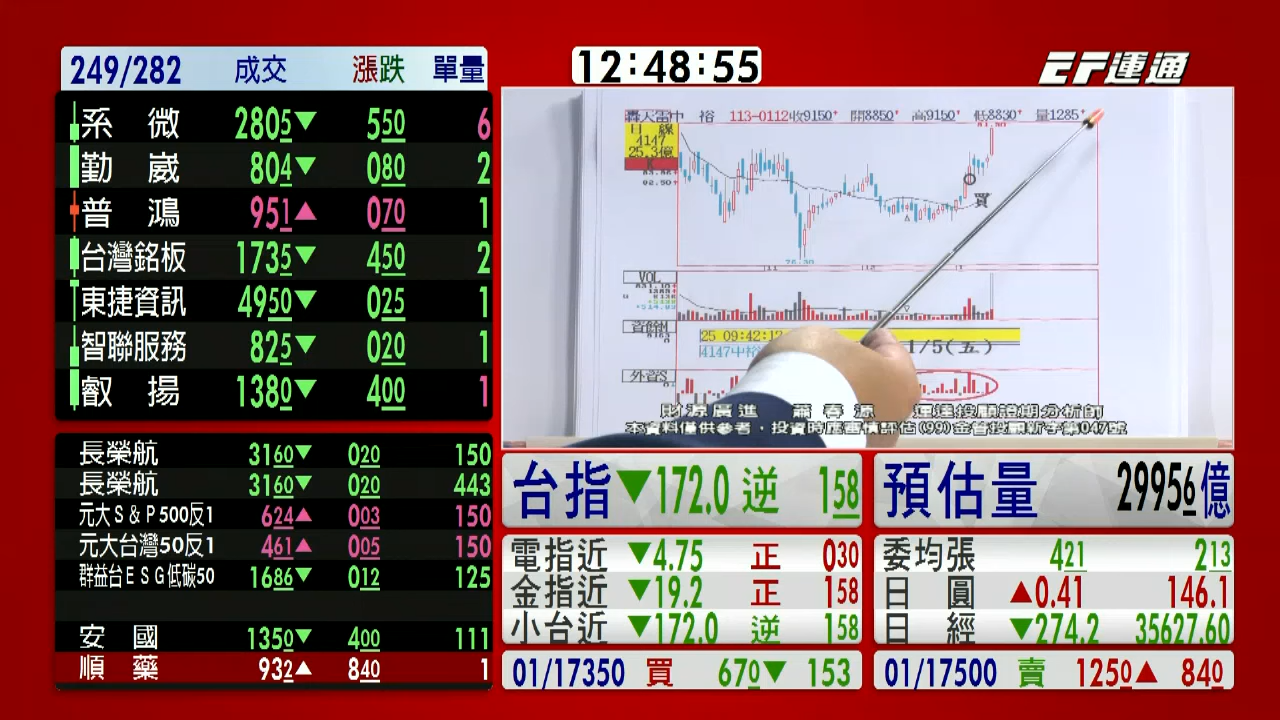 249/282 成交 漲跌 單量
系微 2805▼ 550 6
勤崴 804▼ 080 2
普鴻 951▲ 070 1
台灣銘板 1735▼ 450 2
東捷資訊 4950▼ 025 1
智聯服務 825▼ 020 1
叡揚 1380▼ 400 1
長榮航 3160▼ 020 150
長榮航 3160▼ 020 443
元大S&P500反1 624▲ 003 150
元大台灣50反1 461▲ 005 150
群益台ESG低碳50 1686▼ 012 125
安國 1350▼ 400 111
順藥 932▲ 840 1
12:48:55
EF運通
中裕 113-0112收9150 開8850 高9150 低8830 量1285
日線
4147
25.3億
82.50
買
78.30
VOL
25 09:42:12
4147中裕
1/5(五)
外資
財源廣進 蕭春源 運達投顧證期分析師
本資料僅供參考，投資時應審慎評估(99)金管投顧新字第047號
台指▼172.0 逆 158
預估量 29956億
電指近 ▼4.75 正 030
金指近 ▼19.2 正 158
小台近 ▼172.0 逆 158
委均張 421 213
日圓 ▲0.41 146.1
日經 ▼274.2 35627.60
01/17350 買 670▼ 153
01/17500 賣 1250▲ 840